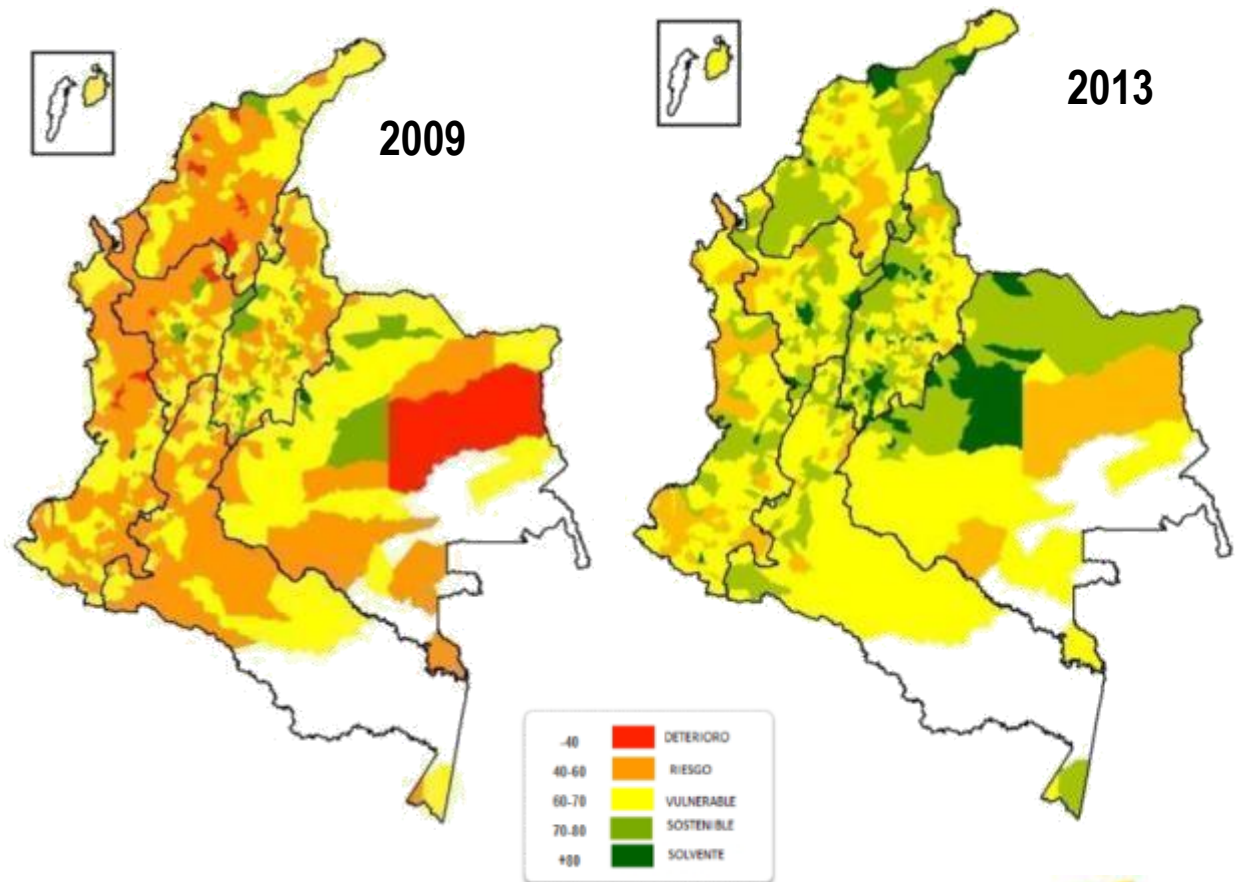 2009
2013
-40 DETERIORO
40-60 RIESGO
60-70 VULNERABLE
70-80 SOSTENIBLE
+80 SOLVENTE